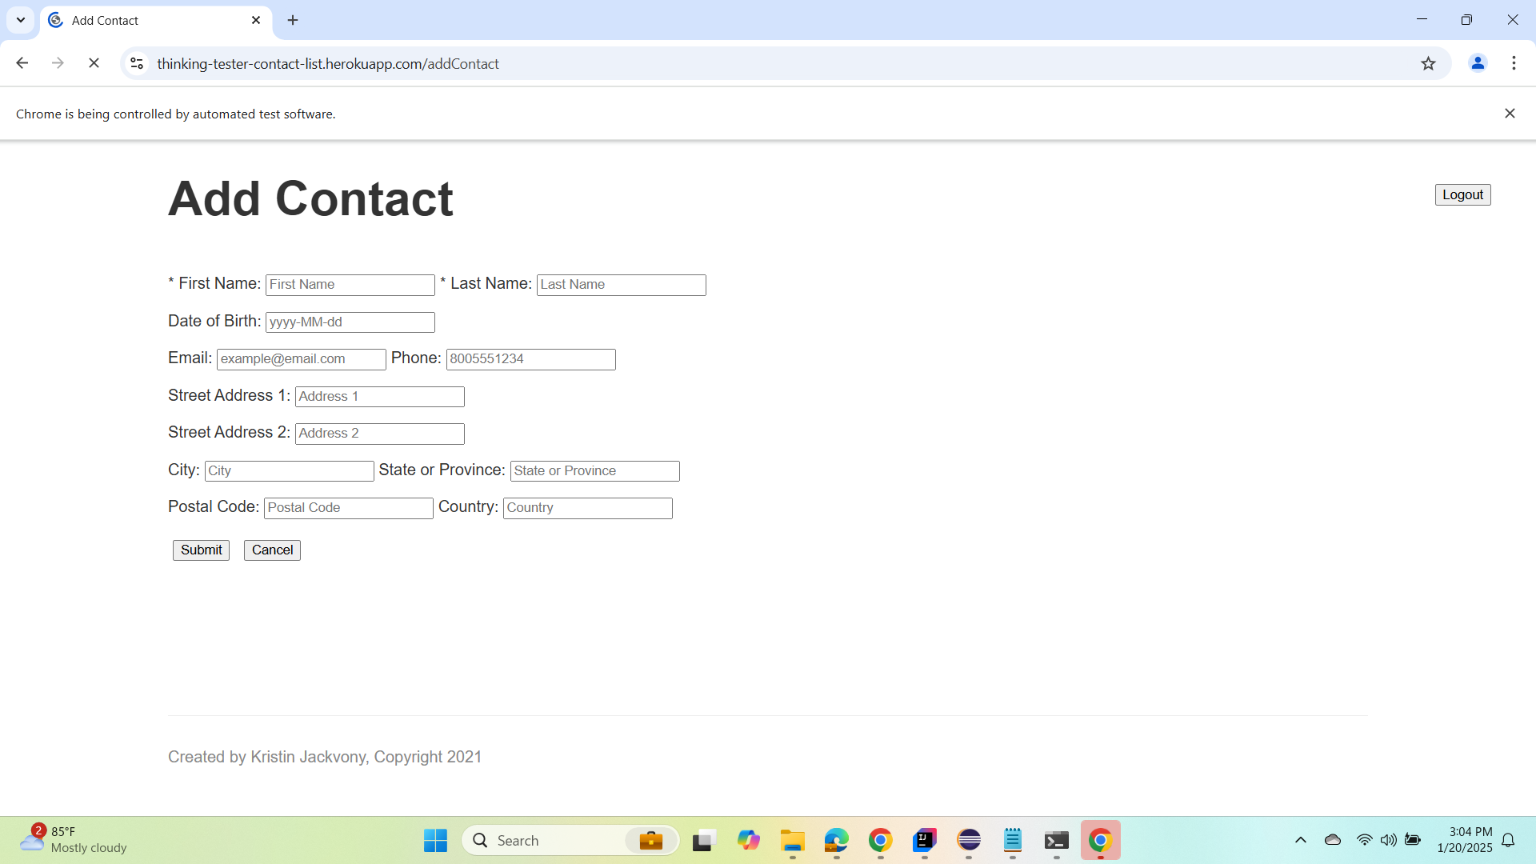 Add Contact
thinking-tester-contact-list.herokuapp.com/addContact
Chrome is being controlled by automated test software.
Add Contact
Logout
* First Name: First Name * Last Name: Last Name
Date of Birth: yyyy-MM-dd
Email: example@email.com Phone: 8005551234
Street Address 1: Address 1
Street Address 2: Address 2
City: City State or Province: State or Province
Postal Code: Postal Code Country: Country
Submit Cancel
Created by Kristin Jackvony, Copyright 2021
2
85°F
Mostly cloudy
Search
3:04 PM
1/20/2025